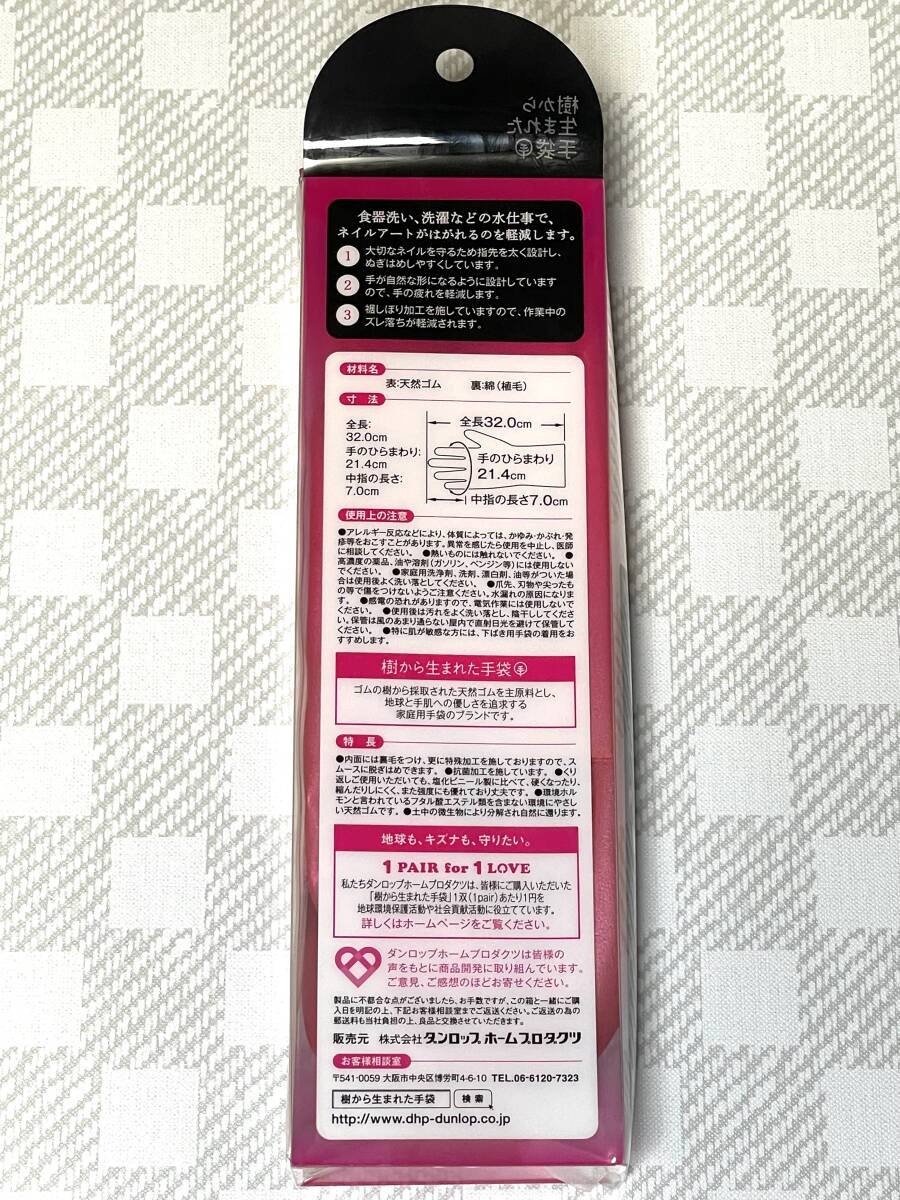 樹から
生まれた
手袋
食器洗い、洗濯などの水仕事で、
ネイルアートがはがれるのを軽減します。
1 大切なネイルを守るため指先を太く設計し、
ぬぎはめしやすくしています。
2 手が自然な形になるように設計しています
ので、手の疲れを軽減します。
3 裾しぼり加工を施していますので、作業中の
ズレ落ちが軽減されます。
材料名
表:天然ゴム 裏:綿(植毛)
寸法
全長:
32.0cm
手のひらまわり:
21.4cm
中指の長さ:
7.0cm
全長32.0cm
手のひらまわり
21.4cm
中指の長さ7.0cm
使用上の注意
●アレルギー反応などにより、体質によっては、かゆみ・かぶれ・発
疹等をおこすことがあります。異常を感じたら使用を中止し、医師
に相談してください。 ●熱いものには触れないでください。 ●
高濃度の薬品、油や溶剤(ガソリン、ベンジン等)には使用しない
でください。 ●家庭用洗浄剤、洗剤、漂白剤、油等がついた場
合は使用後よく洗い落としてください。 ●爪先、刃物や尖ったも
の等で傷をつけないようご注意ください。水漏れの原因になりま
す。 ●感電の恐れがありますので、電気作業には使用しないで
ください。 ●使用後は汚れをよく洗い落とし、陰干ししてくださ
い。保管は風のあまり通らない屋内で直射日光を避けて保管して
ください。 ●特に肌が敏感な方には、下ばき用手袋の着用をお
すすめします。
樹から生まれた手袋
ゴムの樹から採取された天然ゴムを主原料とし、
地球と手肌への優しさを追求する
家庭用手袋のブランドです。
特長
●内面には裏毛をつけ、更に特殊加工を施しておりますので、ス
ムースに脱ぎはめできます。 ●抗菌加工を施しています。 ●くり
返しご使用いただいても、塩化ビニール製に比べて、硬くなったり、
縮んだりしにくく、また強度にも優れており丈夫です。 ●環境ホル
モンと言われているフタル酸エステル類を含まない環境にやさし
い天然ゴムです。 ●土中の微生物により分解され自然に還ります。
地球も、キズナも、守りたい。
1 PAIR for 1 LOVE
私たちダンロップホームプロダクツは、皆様にご購入いただいた
「樹から生まれた手袋」1双(1pair)あたり1円を
地球環境保護活動や社会貢献活動に役立てています。
詳しくはホームページをご覧ください。
ダンロップホームプロダクツは皆様の
声をもとに商品開発に取り組んでいます。
ご意見、ご感想のほどお寄せください。
製品に不都合な点がございましたら、お手数ですが、この箱と一緒にご購
入日を明記の上、下記お客様相談室までご返送ください。ご返送の為の
郵送料も当社負担の上、良品と交換させていただきます。
販売元 株式会社ダンロップ ホームプロダクツ
お客様相談室
〒541-0059 大阪市中央区博労町4-6-10 TEL.06-6120-7323
樹から生まれた手袋 検索
http://www.dhp-dunlop.co.jp